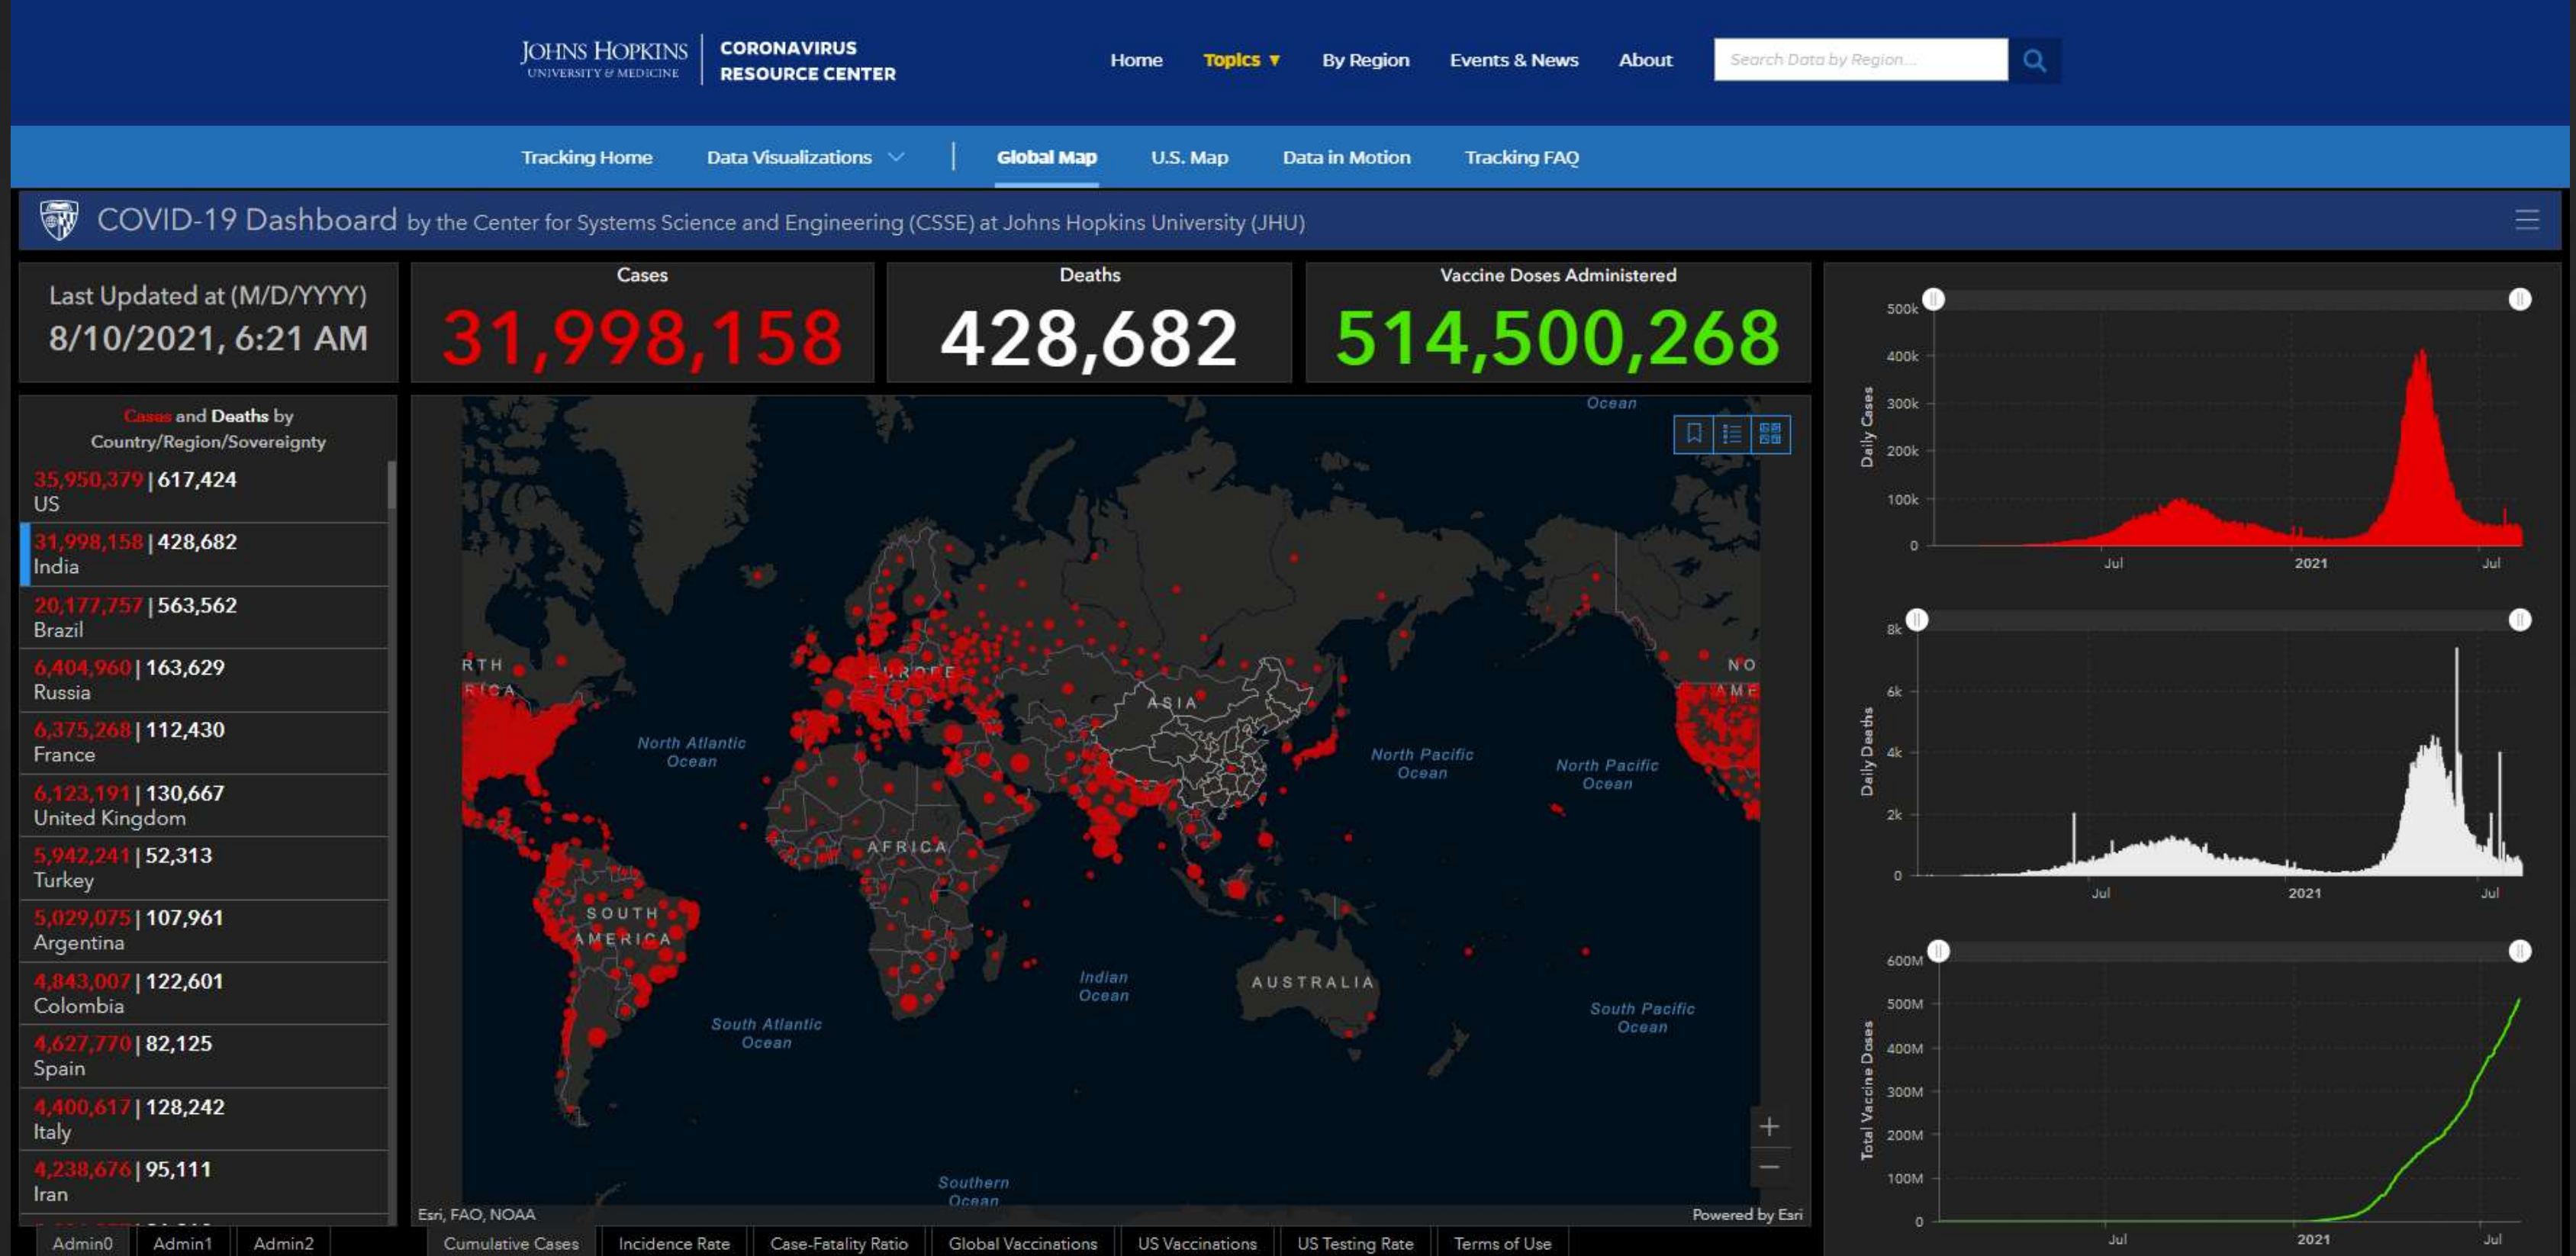 JOHNS HOPKINS
UNIVERSITY & MEDICINE
CORONAVIRUS
RESOURCE CENTER
Home
Topics ▼
By Region
Events & News
About
Search Data by Region...
Tracking Home
Data Visualizations
Global Map
U.S. Map
Data in Motion
Tracking FAQ
COVID-19 Dashboard by the Center for Systems Science and Engineering (CSSE) at Johns Hopkins University (JHU)
Last Updated at (M/D/YYYY)
8/10/2021, 6:21 AM
Cases
31,998,158
Deaths
428,682
Vaccine Doses Administered
514,500,268
Cases and Deaths by
Country/Region/Sovereignty
35,950,379 | 617,424
US
31,998,158 | 428,682
India
20,177,757 | 563,562
Brazil
6,404,960 | 163,629
Russia
6,375,268 | 112,430
France
6,123,191 | 130,667
United Kingdom
5,942,241 | 52,313
Turkey
5,029,075 | 107,961
Argentina
4,843,007 | 122,601
Colombia
4,627,770 | 82,125
Spain
4,400,617 | 128,242
Italy
4,238,676 | 95,111
Iran
Admin0
Admin1
Admin2
Ocean
RTH
RICA
EUROPE
ASIA
NO
AME
North Atlantic
Ocean
North Pacific
Ocean
North Pacific
Ocean
AFRICA
SOUTH
AMERICA
Indian
Ocean
AUSTRALIA
South Atlantic
Ocean
South Pacific
Ocean
Southern
Ocean
+
−
Esri, FAO, NOAA
Powered by Esri
Cumulative Cases
Incidence Rate
Case-Fatality Ratio
Global Vaccinations
US Vaccinations
US Testing Rate
Terms of Use
Daily Cases
500k
400k
300k
200k
100k
0
Jul
2021
Jul
Daily Deaths
8k
6k
4k
2k
0
Jul
2021
Jul
Total Vaccine Doses
600M
500M
400M
300M
200M
100M
0
Jul
2021
Jul